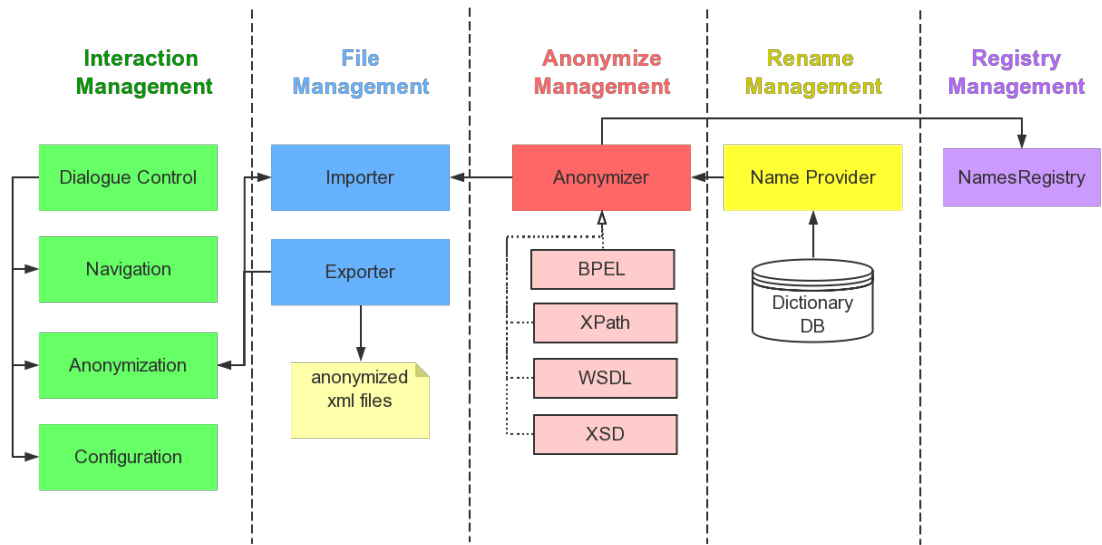 Interaction
Management
File
Management
Anonymize
Management
Rename
Management
Registry
Management
Dialogue Control
Navigation
Anonymization
Configuration
Importer
Exporter
anonymized
xml files
Anonymizer
BPEL
XPath
WSDL
XSD
Name Provider
Dictionary
DB
NamesRegistry